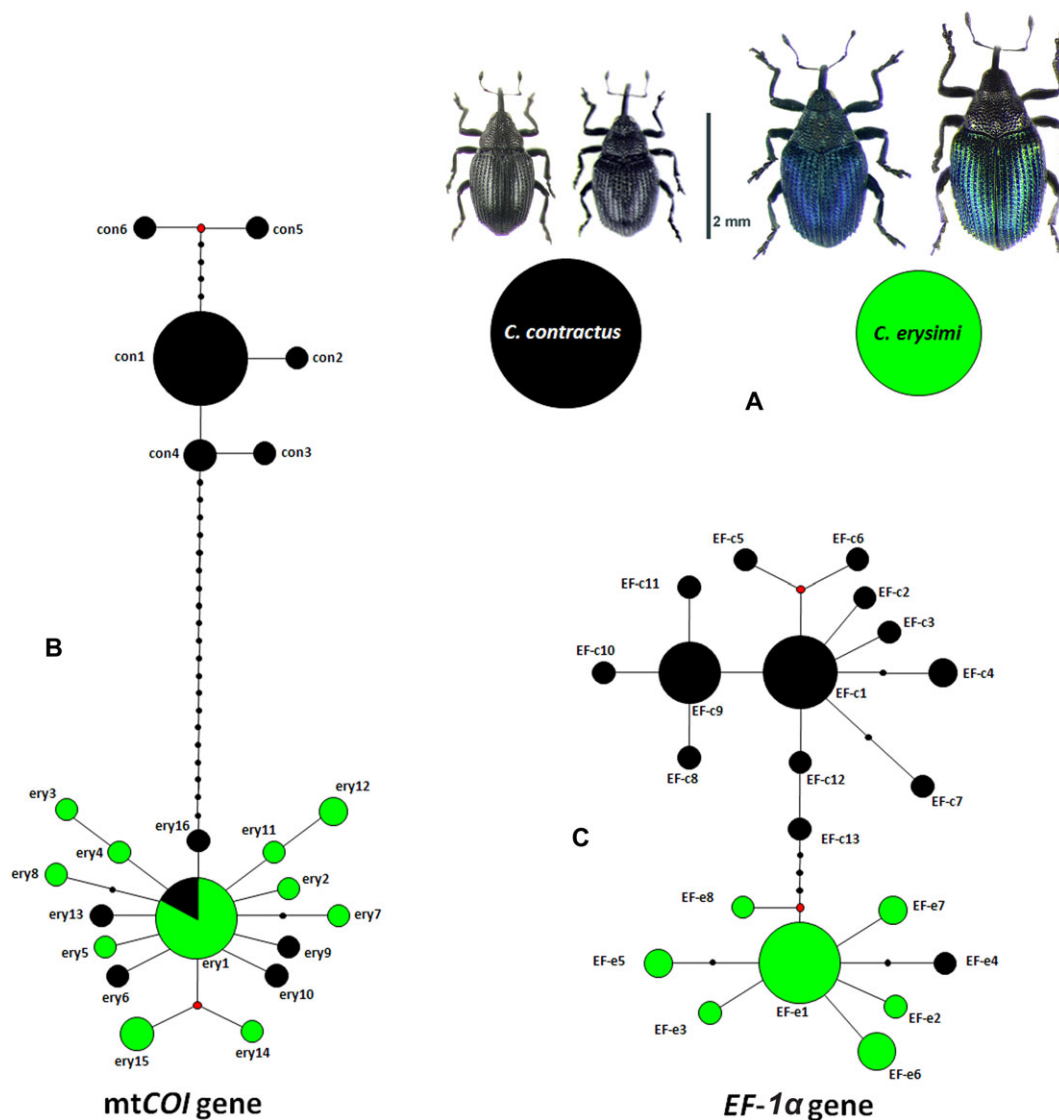 2 mm
C. contractus
C. erysimi
A
con6
con5
con1
con2
con4
con3
B
ery16
ery3
ery12
ery11
ery4
ery8
ery2
ery13
ery7
ery5
ery9
ery1
ery6
ery10
ery15
ery14
mtCOI gene
EF-c5
EF-c6
EF-c11
EF-c2
EF-c3
EF-c10
EF-c4
EF-c1
EF-c9
EF-c8
EF-c12
EF-c7
C
EF-c13
EF-e8
EF-e7
EF-e5
EF-e4
EF-e1
EF-e3
EF-e2
EF-e6
EF-1α gene